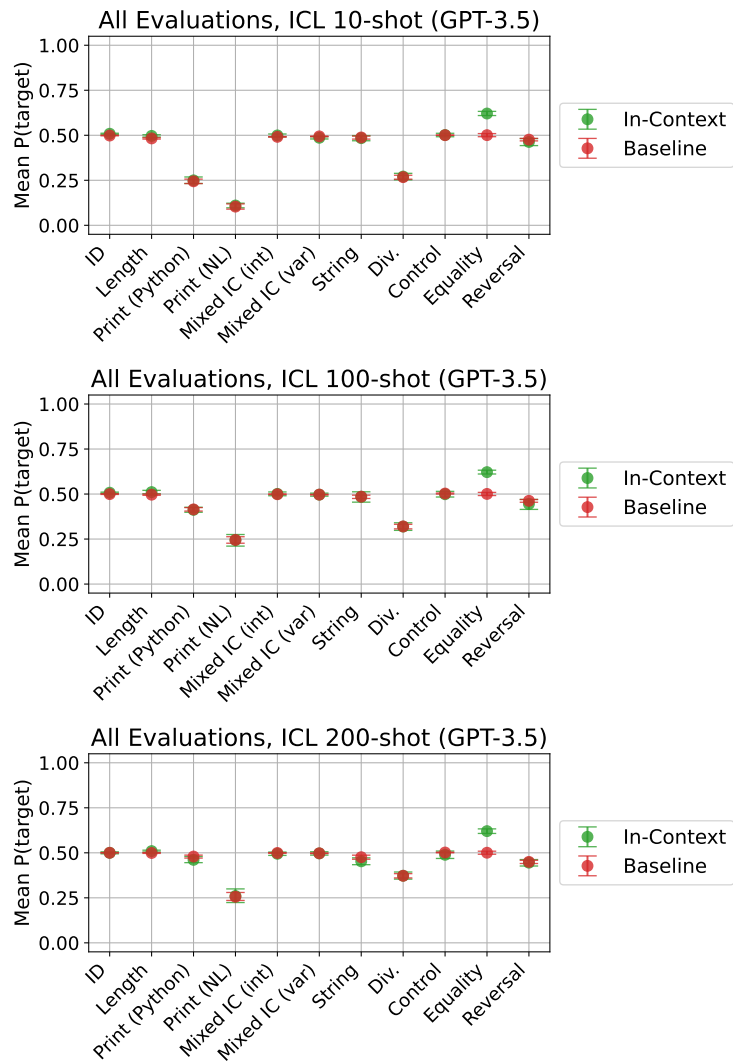 All Evaluations, ICL 10-shot (GPT-3.5)
Mean P(target)
1.00
0.75
0.50
0.25
0.00
ID
Length
Print (Python)
Print (NL)
Mixed IC (int)
Mixed IC (var)
String
Div.
Control
Equality
Reversal
In-Context
Baseline
All Evaluations, ICL 100-shot (GPT-3.5)
Mean P(target)
1.00
0.75
0.50
0.25
0.00
ID
Length
Print (Python)
Print (NL)
Mixed IC (int)
Mixed IC (var)
String
Div.
Control
Equality
Reversal
In-Context
Baseline
All Evaluations, ICL 200-shot (GPT-3.5)
Mean P(target)
1.00
0.75
0.50
0.25
0.00
ID
Length
Print (Python)
Print (NL)
Mixed IC (int)
Mixed IC (var)
String
Div.
Control
Equality
Reversal
In-Context
Baseline